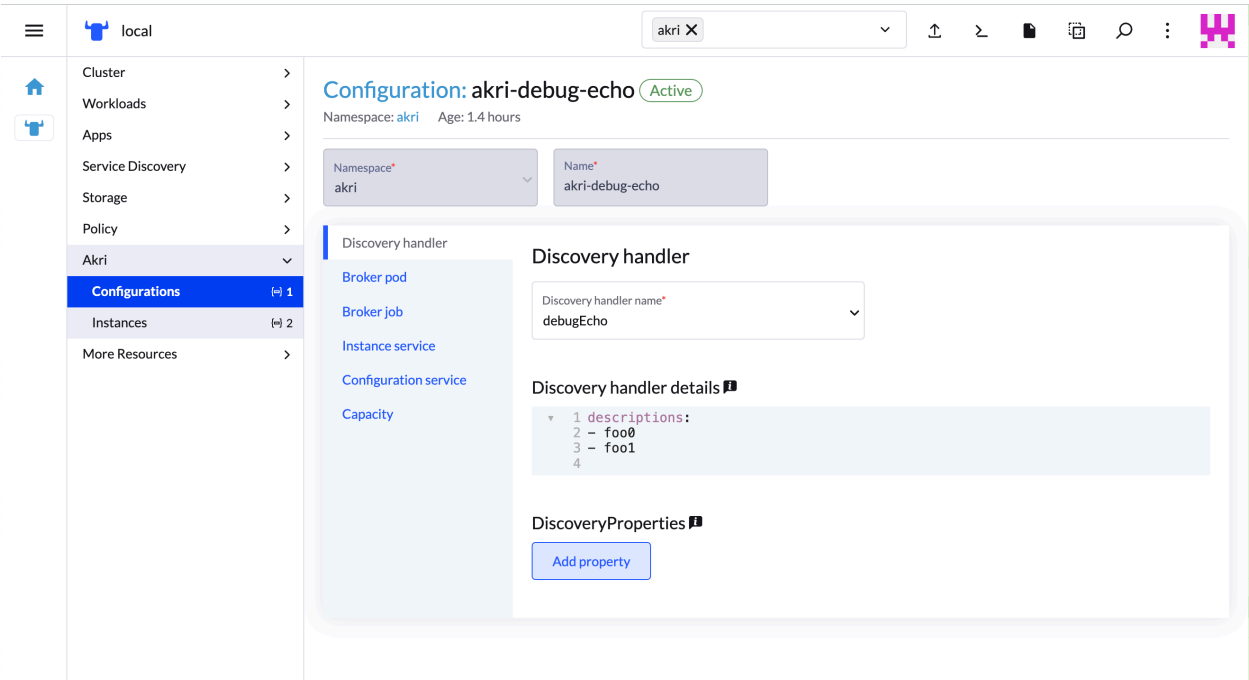 local
akri
Cluster
Workloads
Apps
Service Discovery
Storage
Policy
Akri
Configurations 1
Instances 2
More Resources
Configuration: akri-debug-echo Active
Namespace: akri Age: 1.4 hours
Namespace*
akri
Name*
akri-debug-echo
Discovery handler
Broker pod
Broker job
Instance service
Configuration service
Capacity
Discovery handler
Discovery handler name*
debugEcho
Discovery handler details
1 descriptions:
2 - foo0
3 - foo1
4
DiscoveryProperties
Add property